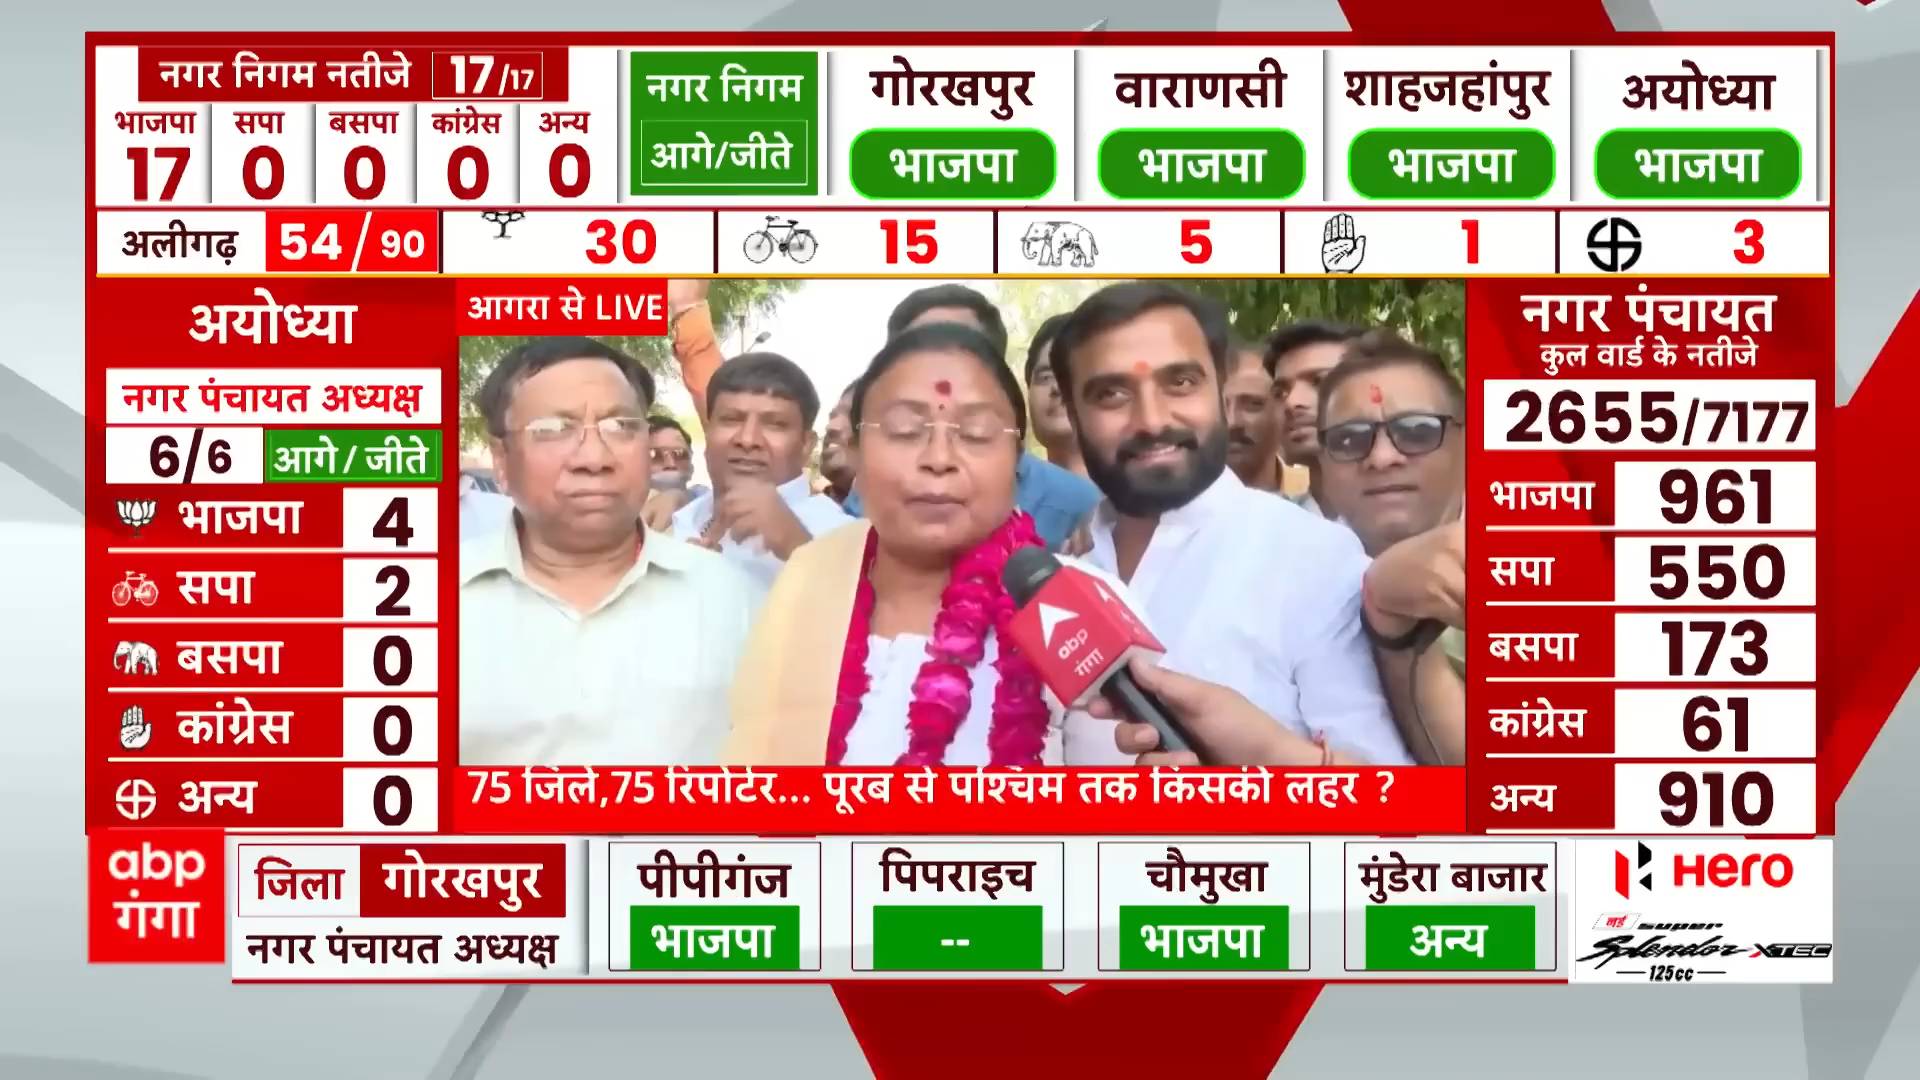 नगर निगम नतीजे 17/17
भाजपा सपा बसपा कांग्रेस अन्य
17 0 0 0 0
नगर निगम
आगे/जीते
गोरखपुर वाराणसी शाहजहांपुर अयोध्या
भाजपा भाजपा भाजपा भाजपा
अलीगढ़ 54/90 30 15 5 1 3
अयोध्या
नगर पंचायत अध्यक्ष
6/6 आगे/जीते
भाजपा 4
सपा 2
बसपा 0
कांग्रेस 0
अन्य 0
आगरा से LIVE
abp
गंगा
75 जिले,75 रिपोर्टर... पूरब से पश्चिम तक किसकी लहर ?
नगर पंचायत
कुल वार्ड के नतीजे
2655/7177
भाजपा 961
सपा 550
बसपा 173
कांग्रेस 61
अन्य 910
abp
गंगा
जिला गोरखपुर
नगर पंचायत अध्यक्ष
पीपीगंज पिपराइच चौमुखा मुंडेरा बाजार
भाजपा -- भाजपा अन्य
Hero
नई super
Splendor XTEC
125cc